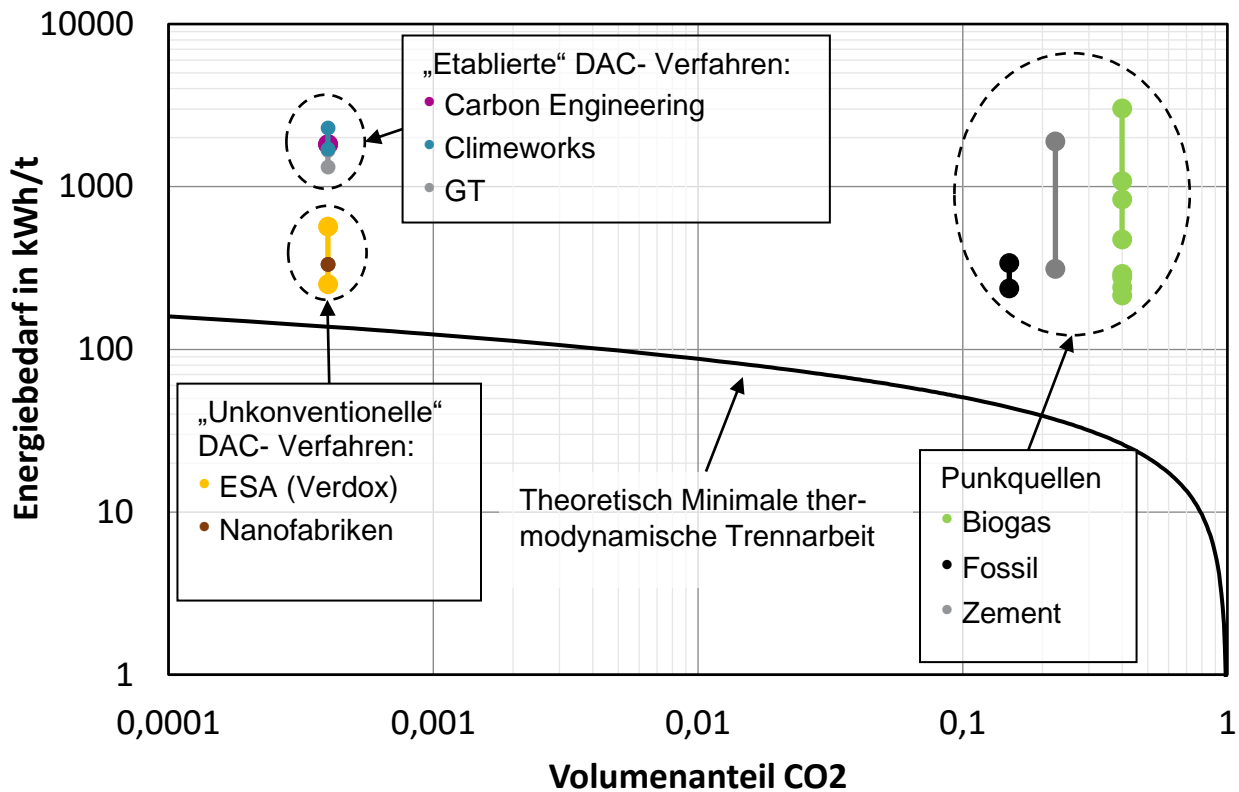 Energiebedarf in kWh/t
10000
1000
100
10
1
„Etablierte“ DAC- Verfahren:
Carbon Engineering
Climeworks
GT
„Unkonventionelle“
DAC- Verfahren:
ESA (Verdox)
Nanofabriken
Theoretisch Minimale ther-
modynamische Trennarbeit
Punkquellen
Biogas
Fossil
Zement
0,0001
0,001
0,01
0,1
1
Volumenanteil CO2